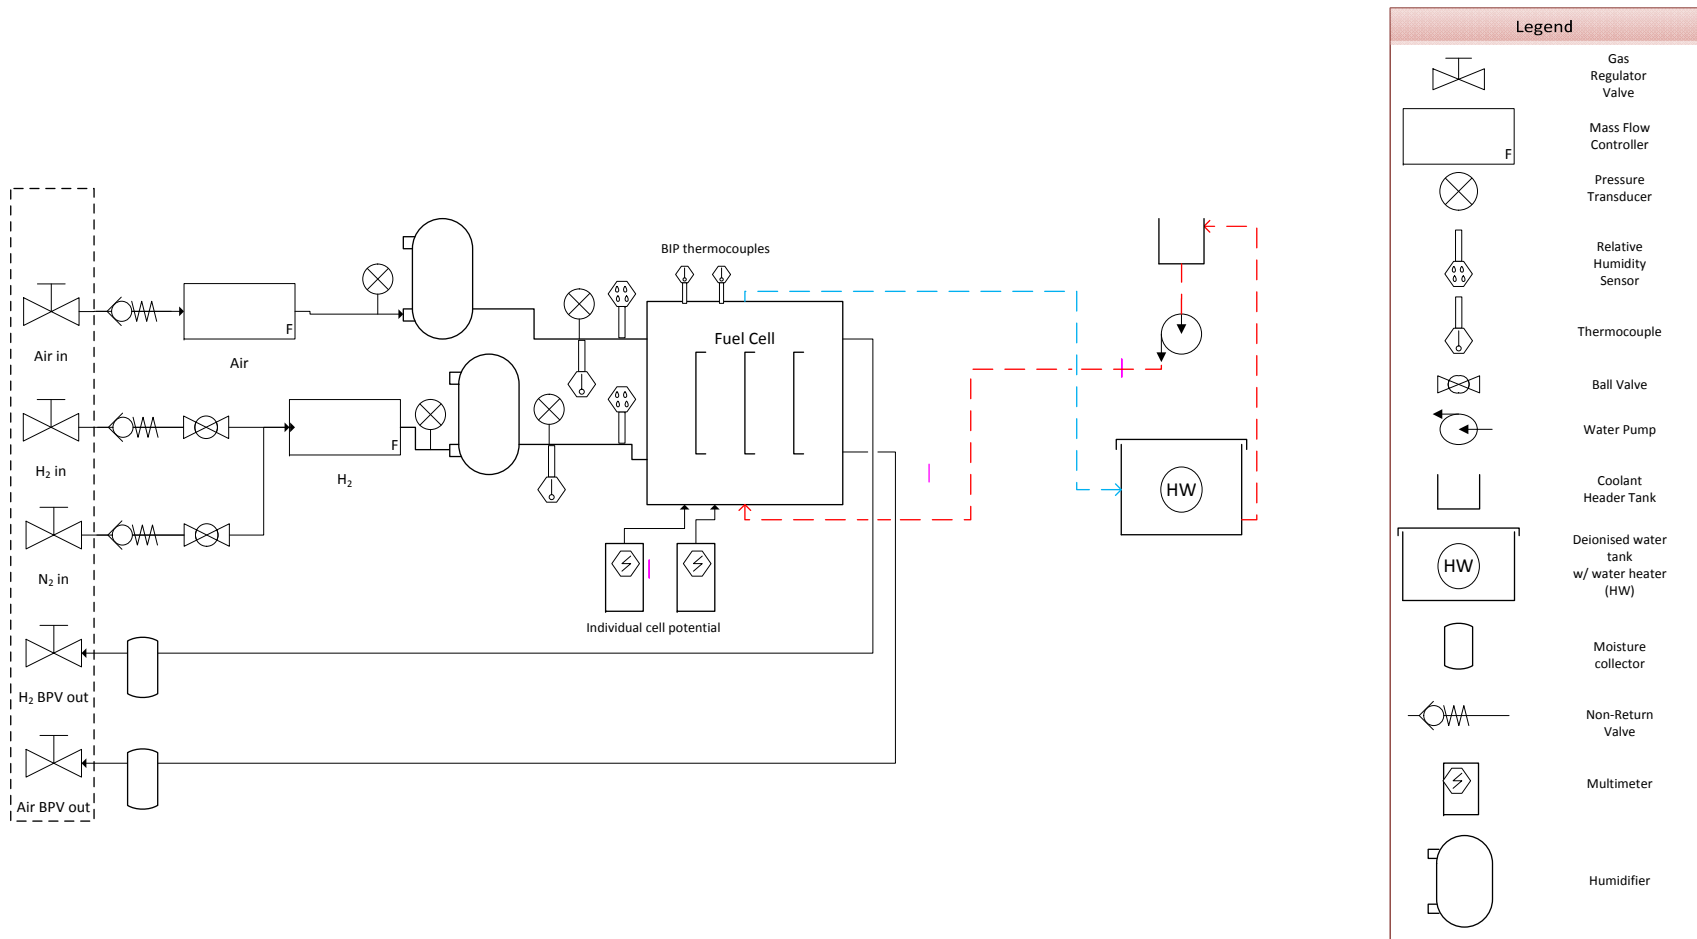 Legend
Gas
Regulator
Valve
Mass Flow
Controller
F
Pressure
Transducer
Relative
Humidity
Sensor
Thermocouple
Ball Valve
Water Pump
Coolant
Header Tank
Deionised water
tank
w/ water heater
(HW)
HW
Moisture
collector
Non-Return
Valve
Multimeter
Humidifier
BIP thermocouples
Fuel Cell
Air in
F
Air
H2 in
F
H2
HW
N2 in
Individual cell potential
H2 BPV out
Air BPV out